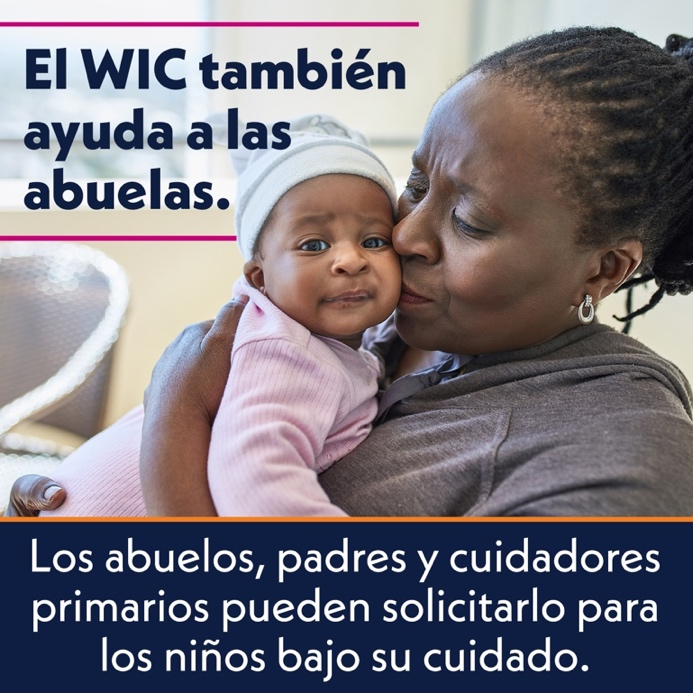 El WIC también
ayuda a las
abuelas.
Los abuelos, padres y cuidadores
primarios pueden solicitarlo para
los niños bajo su cuidado.